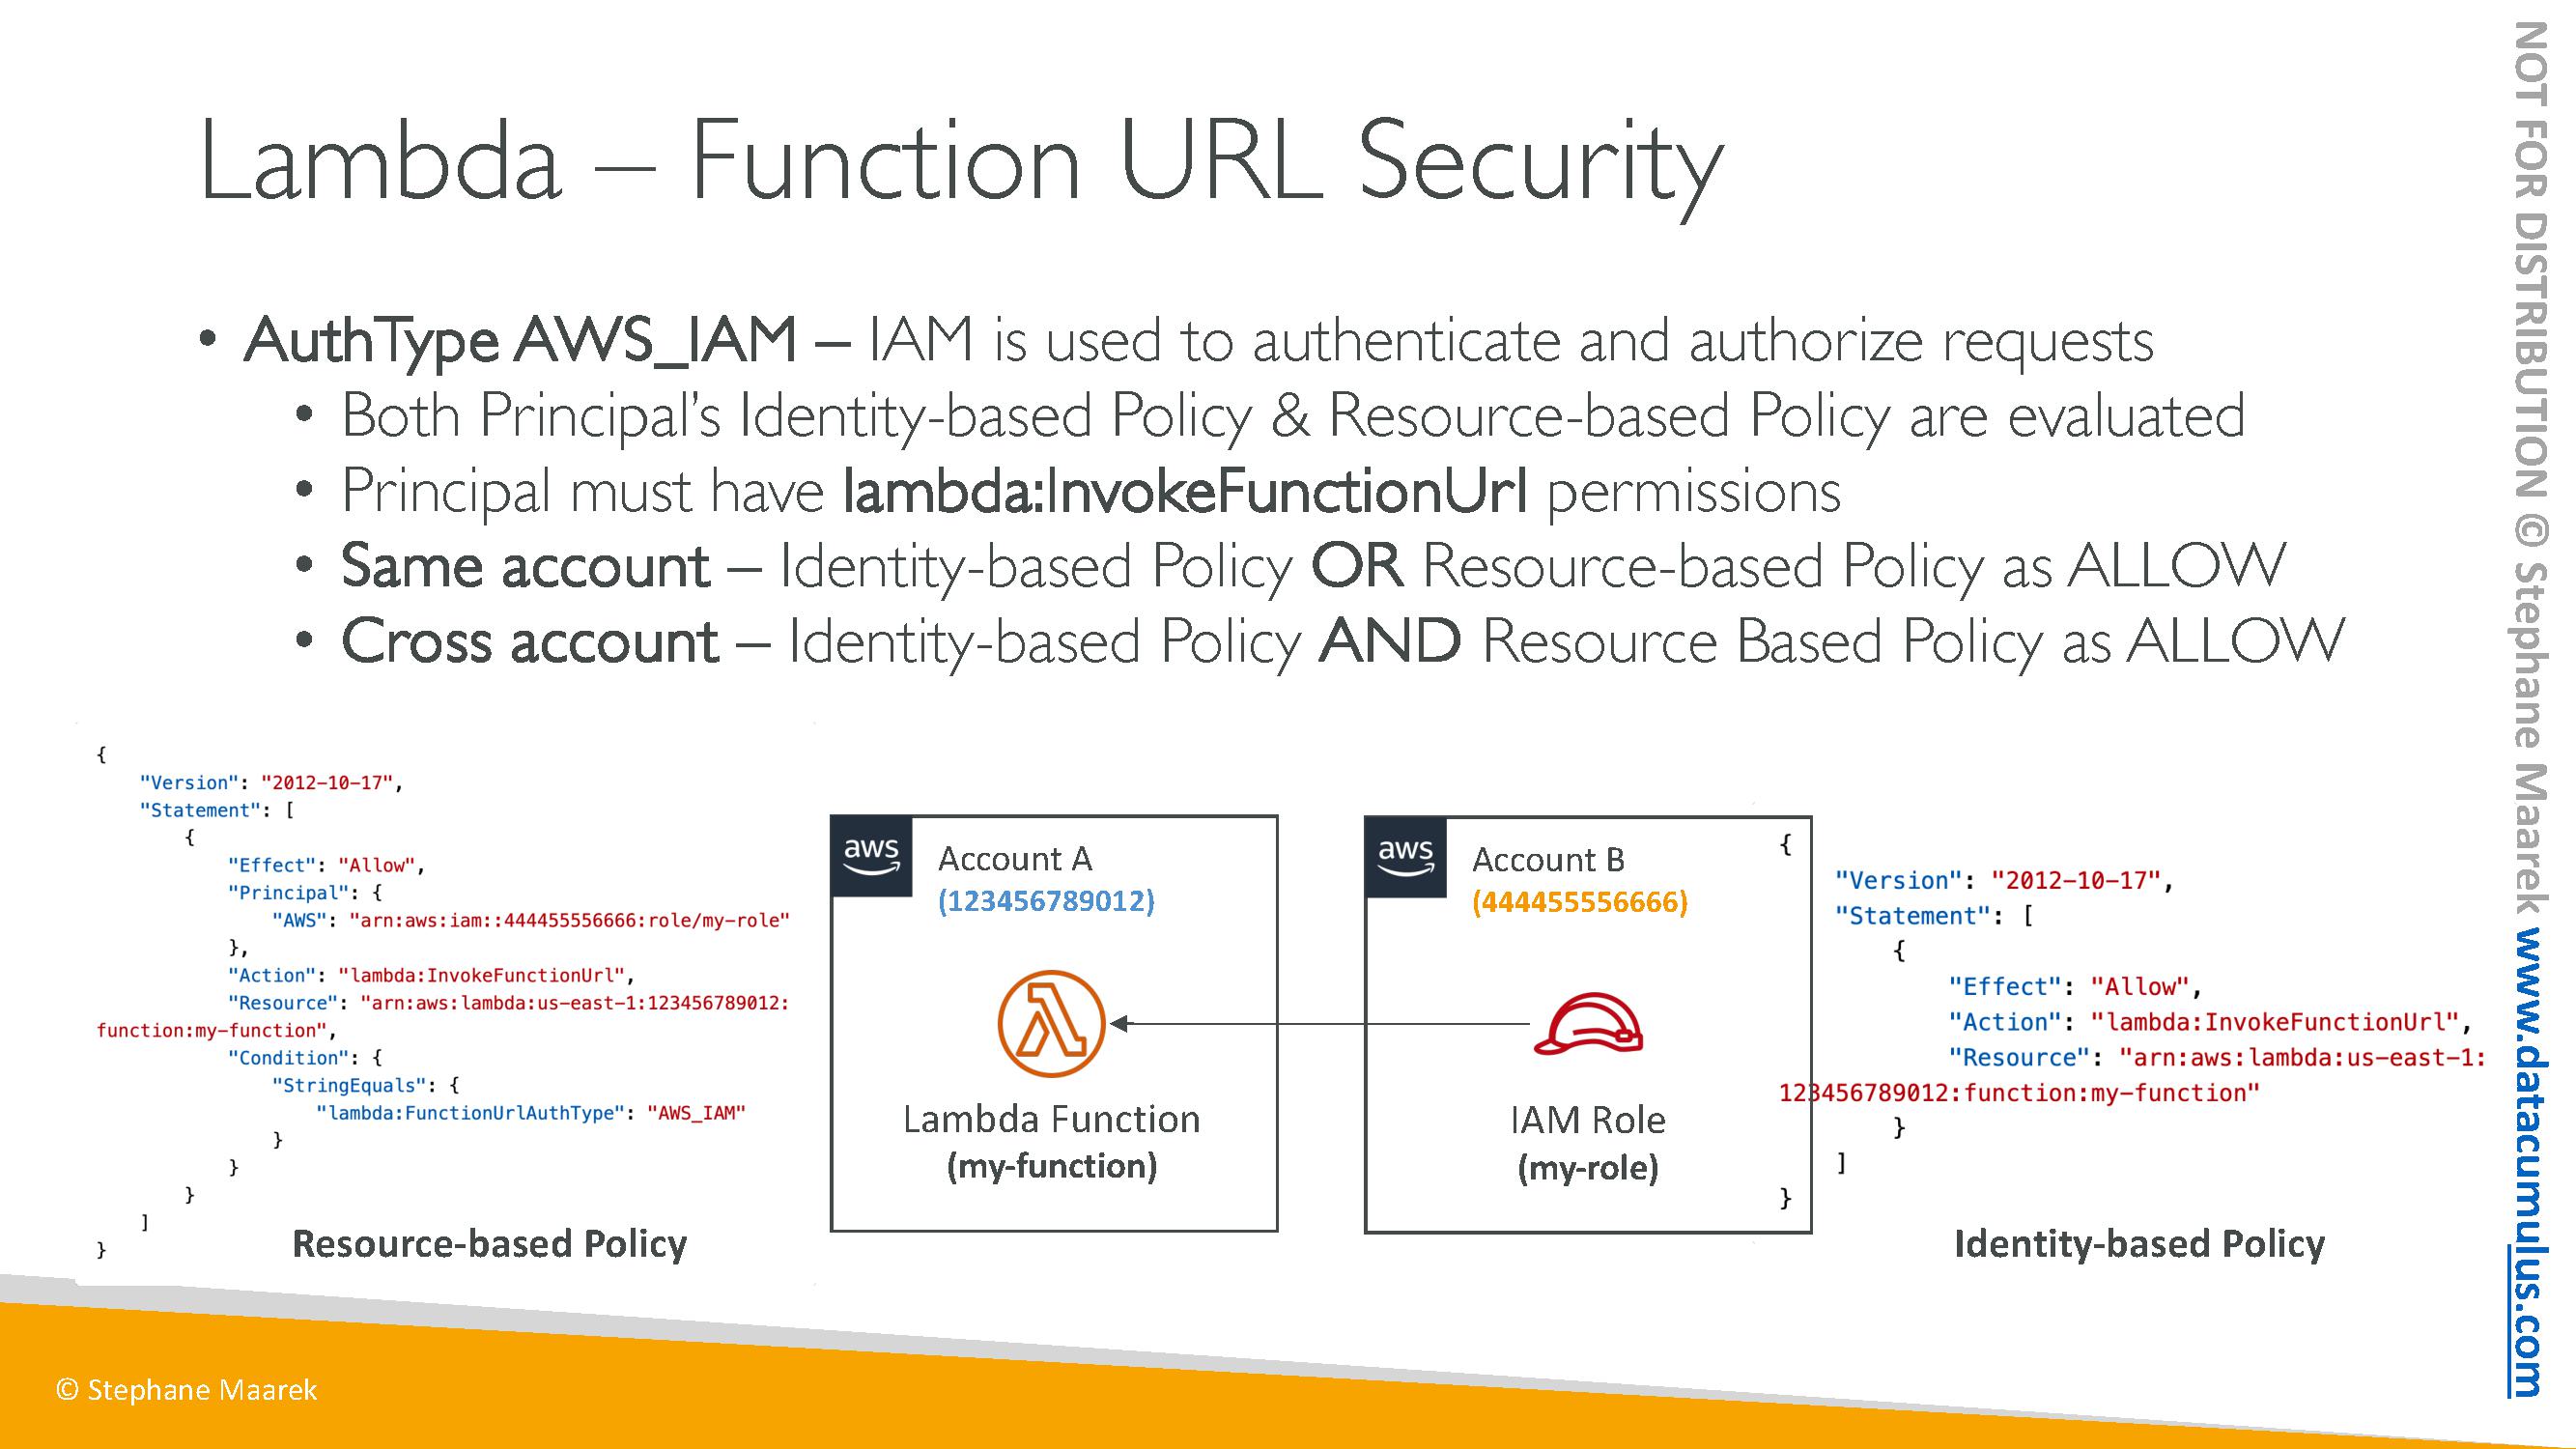 Lambda – Function URL Security
• AuthType AWS_IAM – IAM is used to authenticate and authorize requests
• Both Principal's Identity-based Policy & Resource-based Policy are evaluated
• Principal must have lambda:InvokeFunctionUrl permissions
• Same account – Identity-based Policy OR Resource-based Policy as ALLOW
• Cross account – Identity-based Policy AND Resource Based Policy as ALLOW
{
"Version": "2012-10-17",
"Statement": [
{
"Effect": "Allow",
"Principal": {
"AWS": "arn:aws:iam::444455556666:role/my-role"
},
"Action": "lambda:InvokeFunctionUrl",
"Resource": "arn:aws:lambda:us-east-1:123456789012:
function:my-function",
"Condition": {
"StringEquals": {
"lambda:FunctionUrlAuthType": "AWS_IAM"
}
}
}
]
}
Resource-based Policy
aws
Account A
(123456789012)
Lambda Function
(my-function)
aws
Account B
(444455556666)
IAM Role
(my-role)
{
"Version": "2012-10-17",
"Statement": [
{
"Effect": "Allow",
"Action": "lambda:InvokeFunctionUrl",
"Resource": "arn:aws:lambda:us-east-1:
123456789012:function:my-function"
}
]
}
Identity-based Policy
© Stephane Maarek
NOT FOR DISTRIBUTION © Stephane Maarek www.datacumulus.com